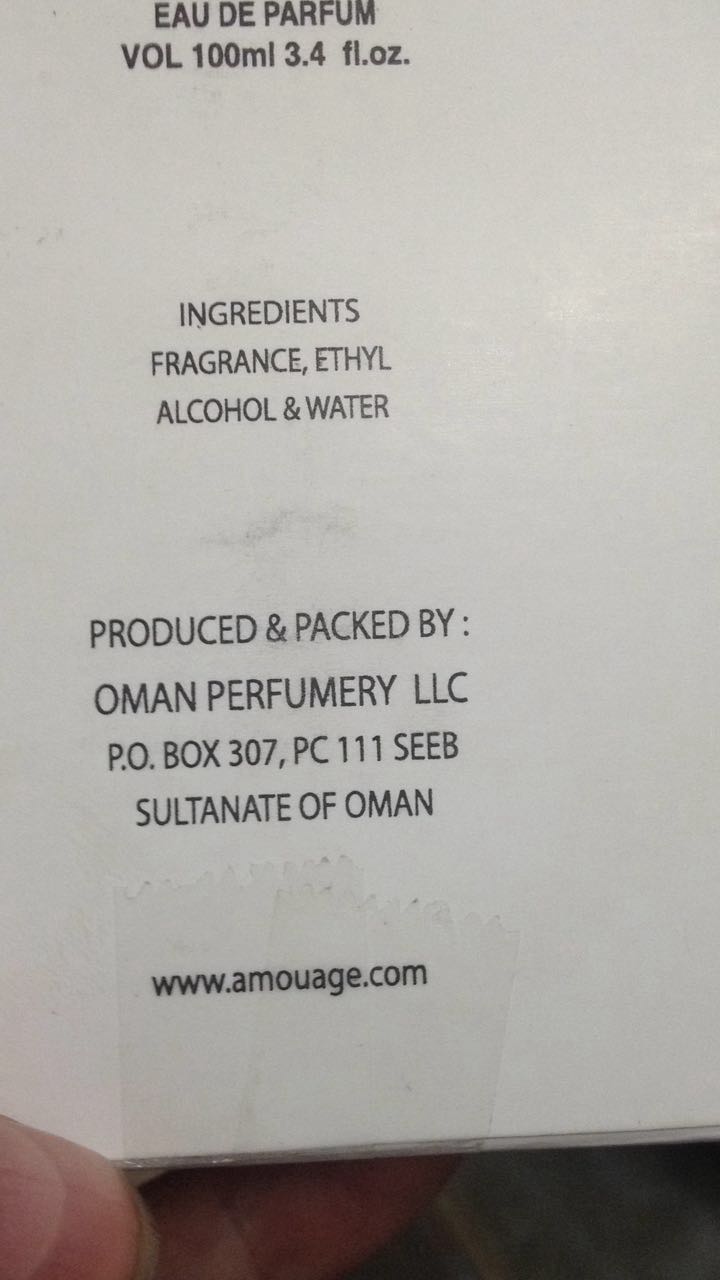 EAU DE PARFUM
VOL 100ml 3.4 fl.oz.
INGREDIENTS
FRAGRANCE, ETHYL
ALCOHOL & WATER
PRODUCED & PACKED BY :
OMAN PERFUMERY LLC
P.O. BOX 307, PC 111 SEEB
SULTANATE OF OMAN
www.amouage.com